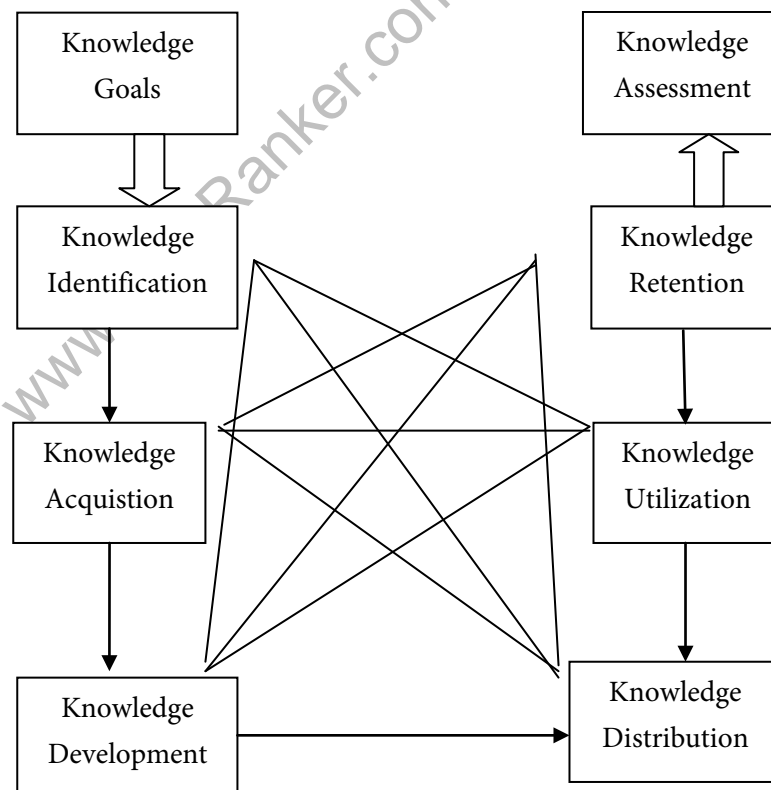 Knowledge
Goals
Knowledge
Assessment
Knowledge
Identification
Knowledge
Retention
Knowledge
Acquistion
Knowledge
Utilization
Knowledge
Development
Knowledge
Distribution